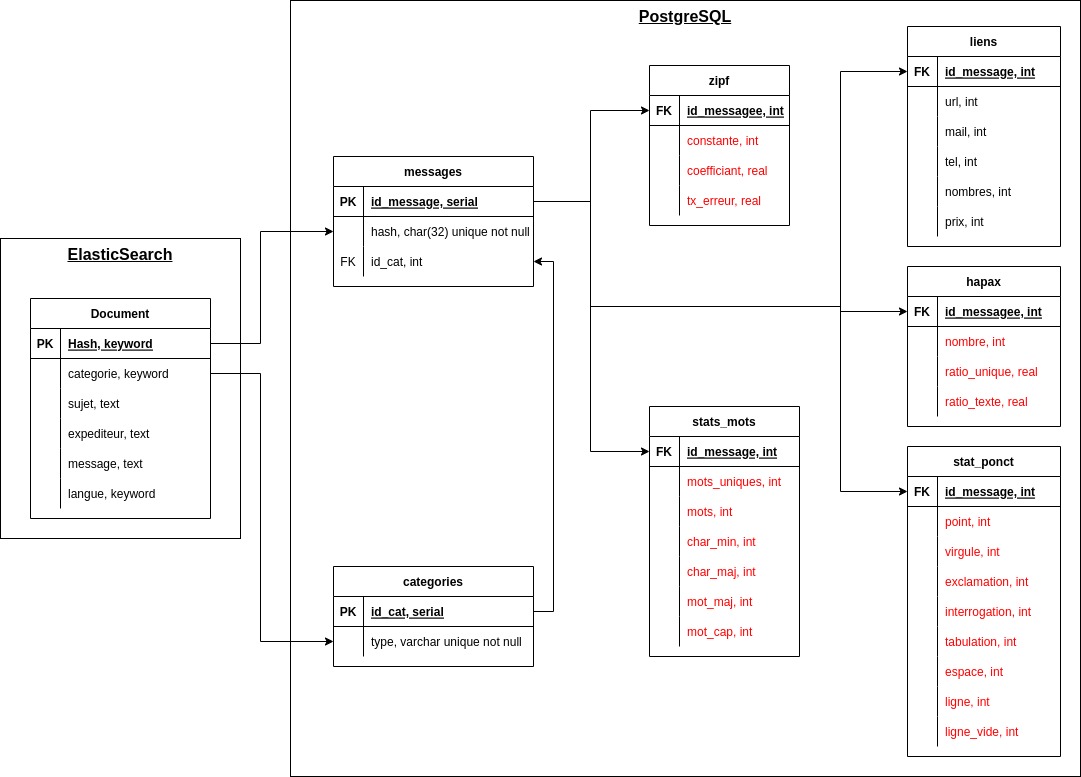 PostgreSQL
ElasticSearch
Document
PK Hash, keyword
categorie, keyword
sujet, text
expediteur, text
message, text
langue, keyword
messages
PK id_message, serial
hash, char(32) unique not null
FK id_cat, int
categories
PK id_cat, serial
type, varchar unique not null
zipf
FK id_messagee, int
constante, int
coefficiant, real
tx_erreur, real
stats_mots
FK id_message, int
mots_uniques, int
mots, int
char_min, int
char_maj, int
mot_maj, int
mot_cap, int
liens
FK id_message, int
url, int
mail, int
tel, int
nombres, int
prix, int
hapax
FK id_messagee, int
nombre, int
ratio_unique, real
ratio_texte, real
stat_ponct
FK id_message, int
point, int
virgule, int
exclamation, int
interrogation, int
tabulation, int
espace, int
ligne, int
ligne_vide, int